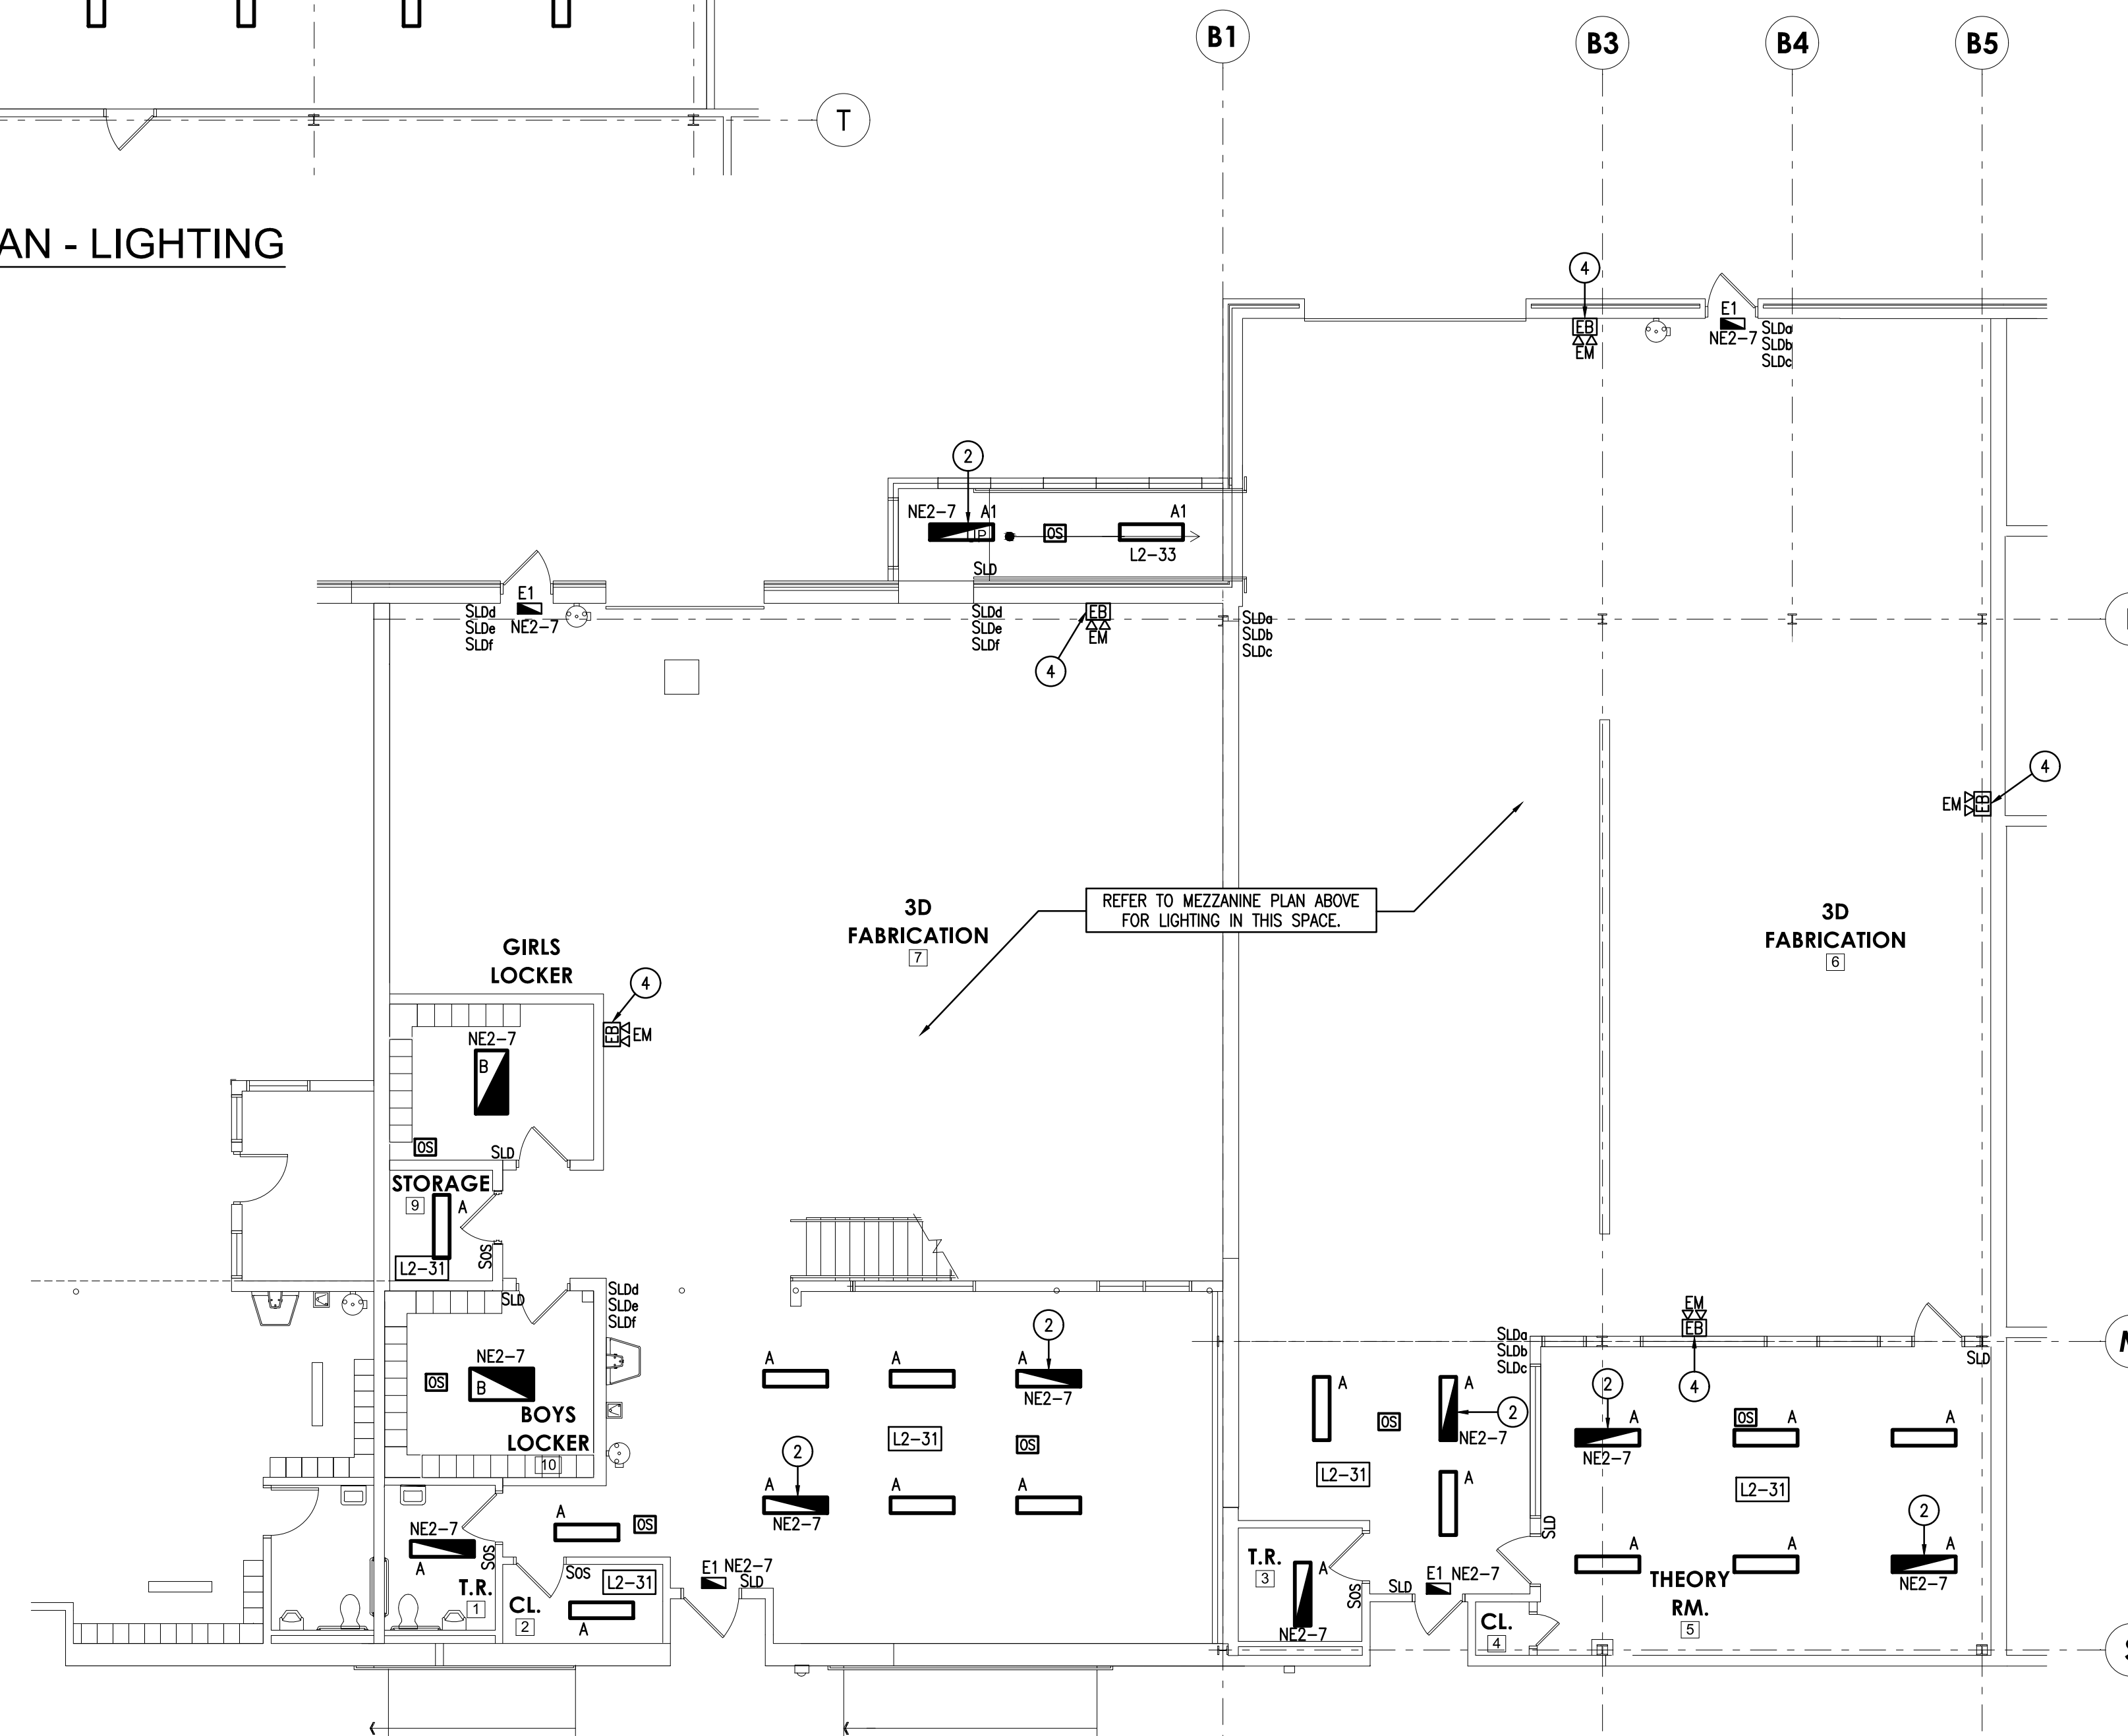 B1
B3
B4
B5
T
AN - LIGHTING
4
EB
EM
E1
NE2-7
SLDa
SLDb
SLDc
2
NE2-7
A1
UP
OS
A1
L2-33
SLD
E1
NE2-7
SLDd
SLDe
SLDf
SLDd
SLDe
SLDf
EB
EM
4
SLDa
SLDb
SLDc
4
EM
EB
REFER TO MEZZANINE PLAN ABOVE
FOR LIGHTING IN THIS SPACE.
3D
FABRICATION
7
3D
FABRICATION
6
GIRLS
LOCKER
4
EB
EM
NE2-7
B
OS
SLD
STORAGE
9
A
L2-31
SOS
SLD
SLDd
SLDe
SLDf
NE2-7
OS
B
BOYS
LOCKER
10
A
A
A
2
NE2-7
L2-31
OS
2
A
NE2-7
A
A
SLDa
SLDb
SLDc
EM
EB
4
SLD
M
A
OS
A
2
NE2-7
L2-31
A
2
A
NE2-7
OS
A
A
L2-31
A
A
2
A
NE2-7
THEORY
RM.
5
SLD
NE2-7
A
SOS
T.R.
1
A
OS
SOS
L2-31
CL.
2
A
E1 NE2-7
SLD
T.R.
3
A
SOS
NE2-7
SLD
E1 NE2-7
CL.
4